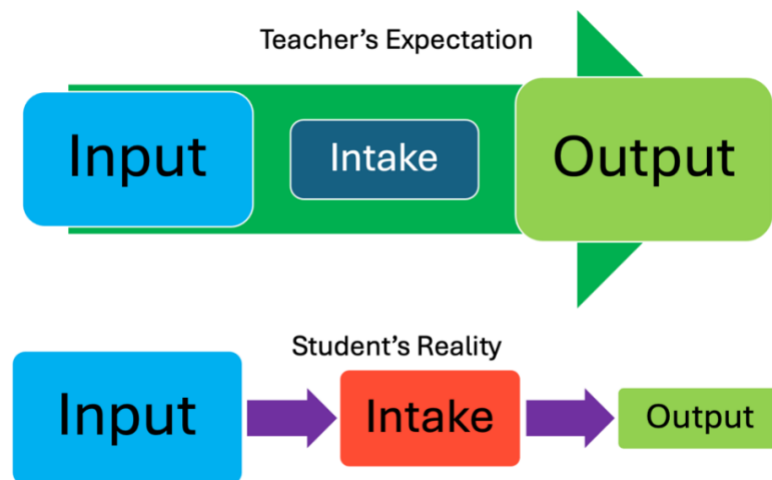 Teacher’s Expectation
Input
Intake
Output
Student’s Reality
Input
Intake
Output